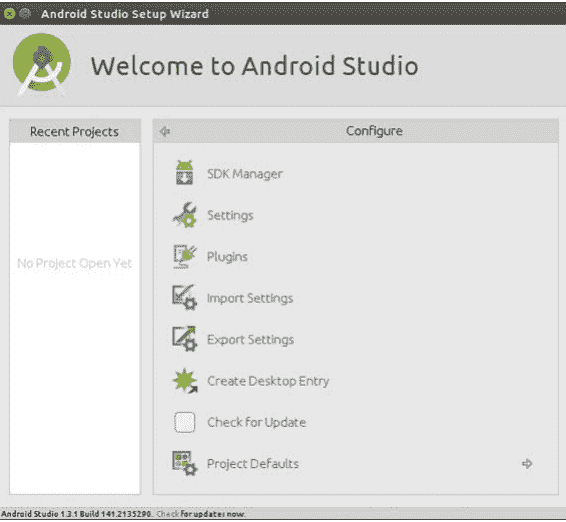 Android Studio Setup Wizard
Welcome to Android Studio
Recent Projects
No Project Open Yet
Configure
SDK Manager
Settings
Plugins
Import Settings
Export Settings
Create Desktop Entry
Check for Update
Project Defaults
Android Studio 1.3.1 Build 141.2135290. Check for updates now.